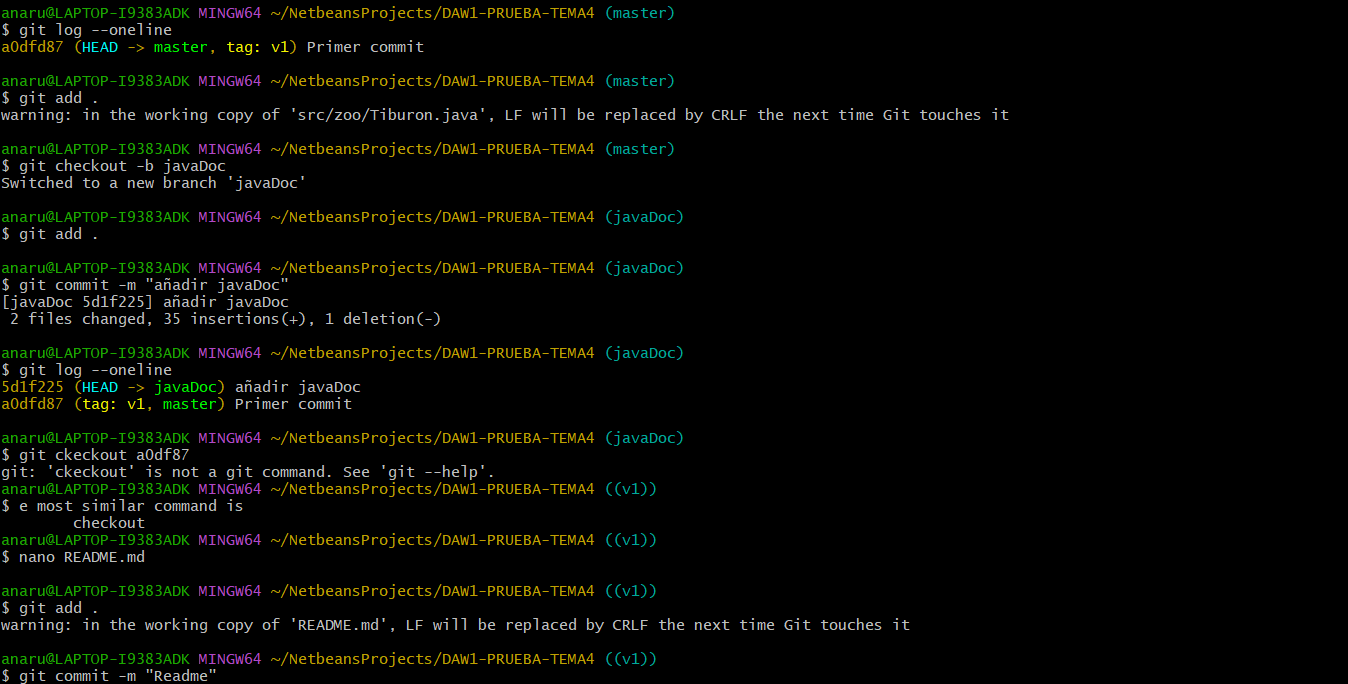 anaru@LAPTOP-I9383ADK MINGW64 ~/NetbeansProjects/DAW1-PRUEBA-TEMA4 (master)
$ git log --oneline
a0dfd87 (HEAD -> master, tag: v1) Primer commit
anaru@LAPTOP-I9383ADK MINGW64 ~/NetbeansProjects/DAW1-PRUEBA-TEMA4 (master)
$ git add .
warning: in the working copy of 'src/zoo/Tiburon.java', LF will be replaced by CRLF the next time Git touches it
anaru@LAPTOP-I9383ADK MINGW64 ~/NetbeansProjects/DAW1-PRUEBA-TEMA4 (master)
$ git checkout -b javaDoc
Switched to a new branch 'javaDoc'
anaru@LAPTOP-I9383ADK MINGW64 ~/NetbeansProjects/DAW1-PRUEBA-TEMA4 (javaDoc)
$ git add .
anaru@LAPTOP-I9383ADK MINGW64 ~/NetbeansProjects/DAW1-PRUEBA-TEMA4 (javaDoc)
$ git commit -m "añadir javaDoc"
[javaDoc 5d1f225] añadir javaDoc
 2 files changed, 35 insertions(+), 1 deletion(-)
anaru@LAPTOP-I9383ADK MINGW64 ~/NetbeansProjects/DAW1-PRUEBA-TEMA4 (javaDoc)
$ git log --oneline
5d1f225 (HEAD -> javaDoc) añadir javaDoc
a0dfd87 (tag: v1, master) Primer commit
anaru@LAPTOP-I9383ADK MINGW64 ~/NetbeansProjects/DAW1-PRUEBA-TEMA4 (javaDoc)
$ git ckeckout a0df87
git: 'ckeckout' is not a git command. See 'git --help'.
anaru@LAPTOP-I9383ADK MINGW64 ~/NetbeansProjects/DAW1-PRUEBA-TEMA4 ((v1))
$ e most similar command is
        checkout
anaru@LAPTOP-I9383ADK MINGW64 ~/NetbeansProjects/DAW1-PRUEBA-TEMA4 ((v1))
$ nano README.md
anaru@LAPTOP-I9383ADK MINGW64 ~/NetbeansProjects/DAW1-PRUEBA-TEMA4 ((v1))
$ git add .
warning: in the working copy of 'README.md', LF will be replaced by CRLF the next time Git touches it
anaru@LAPTOP-I9383ADK MINGW64 ~/NetbeansProjects/DAW1-PRUEBA-TEMA4 ((v1))
$ git commit -m "Readme"